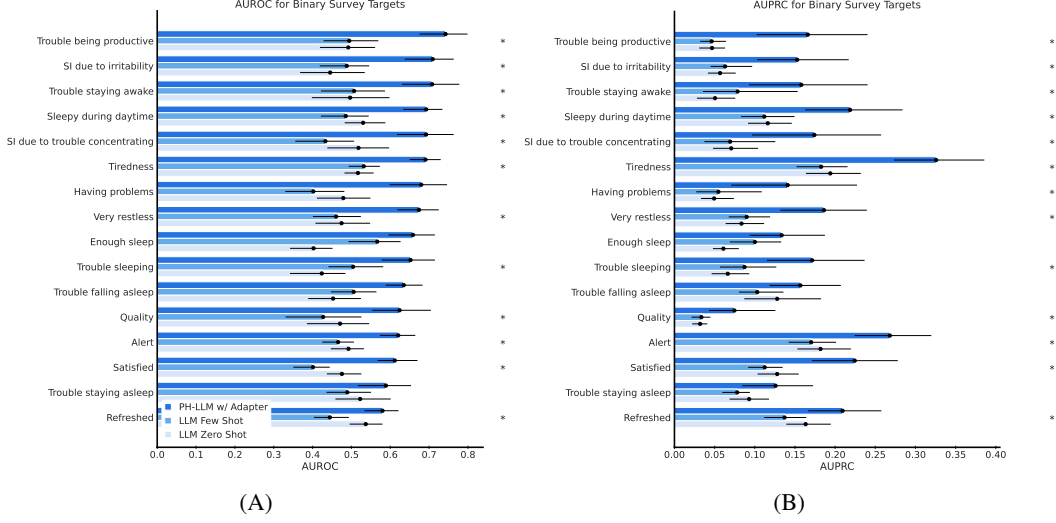 AUROC for Binary Survey Targets
Trouble being productive
*
SI due to irritability
*
Trouble staying awake
*
Sleepy during daytime
*
SI due to trouble concentrating
*
Tiredness
*
Having problems
Very restless
*
Enough sleep
Trouble sleeping
*
Trouble falling asleep
Quality
*
Alert
*
Satisfied
*
Trouble staying asleep
Refreshed
*
PH-LLM w/ Adapter
LLM Few Shot
LLM Zero Shot
0.0 0.1 0.2 0.3 0.4 0.5 0.6 0.7 0.8
AUROC
(A)
AUPRC for Binary Survey Targets
Trouble being productive
*
SI due to irritability
*
Trouble staying awake
*
Sleepy during daytime
*
SI due to trouble concentrating
*
Tiredness
*
Having problems
*
Very restless
*
Enough sleep
Trouble sleeping
*
Trouble falling asleep
Quality
*
Alert
*
Satisfied
*
Trouble staying asleep
Refreshed
*
0.00 0.05 0.10 0.15 0.20 0.25 0.30 0.35 0.40
AUPRC
(B)